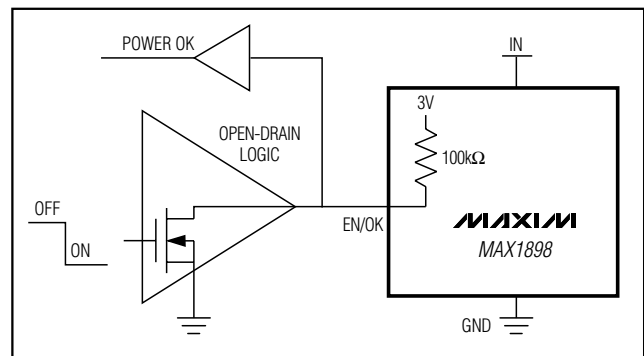 POWER OK
IN
3V
OPEN-DRAIN
LOGIC
100kΩ
OFF
ON
EN/OK
MAXIM
MAX1898
GND